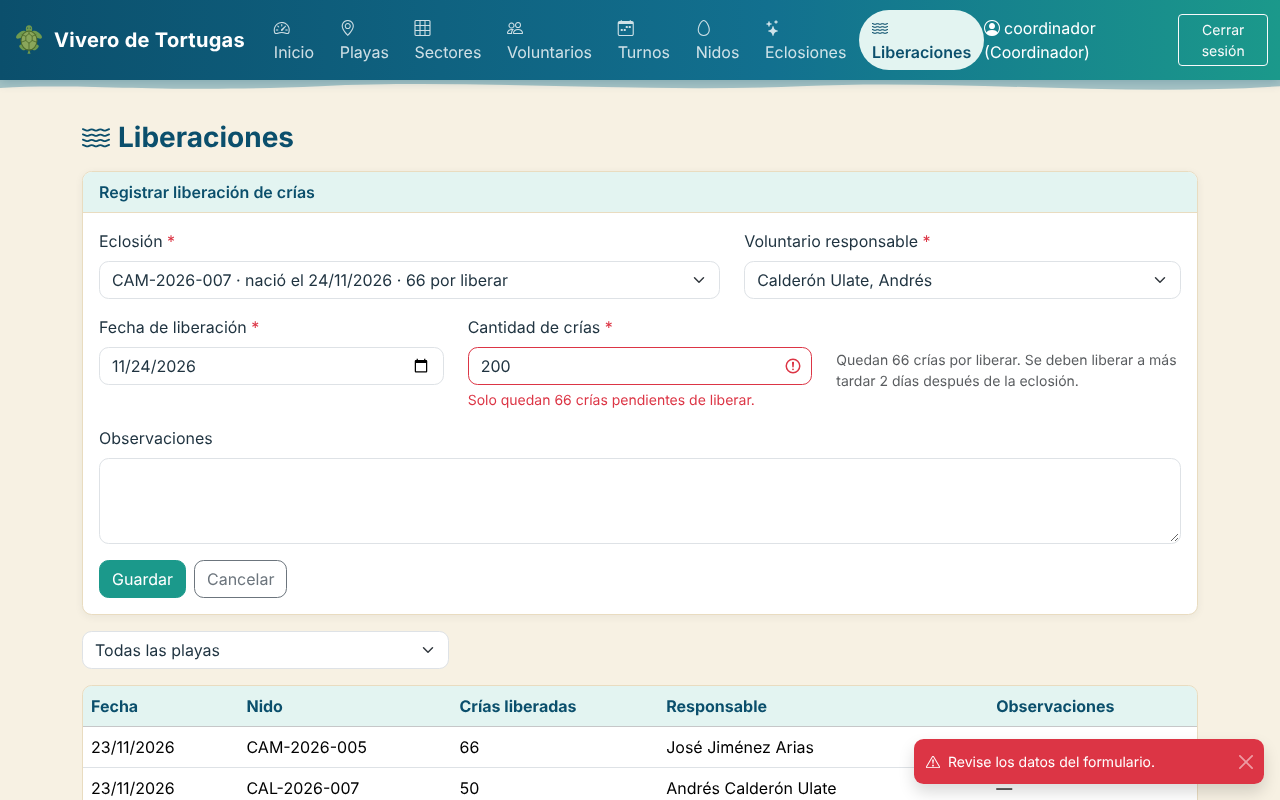 Vivero de Tortugas
Inicio
Playas
Sectores
Voluntarios
Turnos
Nidos
Eclosiones
Liberaciones
coordinador
(Coordinador)
Cerrar
sesión
Liberaciones
Registrar liberación de crías
Eclosión *
Voluntario responsable *
CAM-2026-007 · nació el 24/11/2026 · 66 por liberar
Calderón Ulate, Andrés
Fecha de liberación *
Cantidad de crías *
11/24/2026
200
Quedan 66 crías por liberar. Se deben liberar a más
tardar 2 días después de la eclosión.
Solo quedan 66 crías pendientes de liberar.
Observaciones
Guardar
Cancelar
Todas las playas
Fecha Nido Crías liberadas Responsable Observaciones
23/11/2026 CAM-2026-005 66 José Jiménez Arias
Revise los datos del formulario.
23/11/2026 CAL-2026-007 50 Andrés Calderón Ulate —